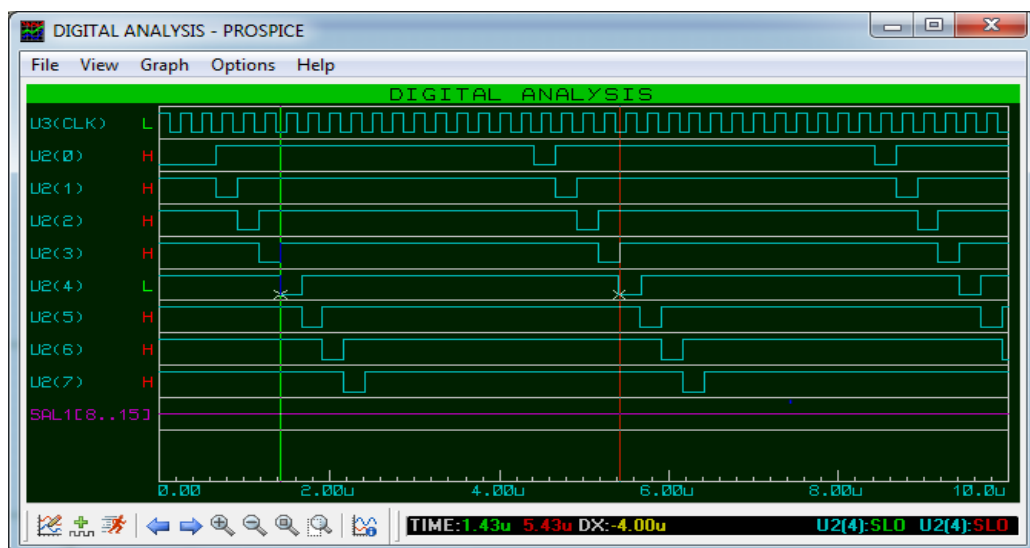 DIGITAL ANALYSIS - PROSPICE
File View Graph Options Help
DIGITAL ANALYSIS
U3(CLK) L
U2(0) H
U2(1) H
U2(2) H
U2(3) H
U2(4) L
U2(5) H
U2(6) H
U2(7) H
SAL1[8..15]
0.00 2.00u 4.00u 6.00u 8.00u 10.0u
TIME:1.43u 5.43u DX:-4.00u U2(4):SLO U2(4):SLO